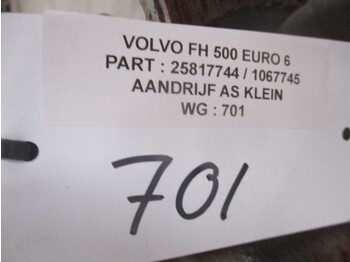 VOLVO FH 500 EURO 6
PART : 25817744 / 1067745
AANDRIJF AS KLEIN
WG : 701
701